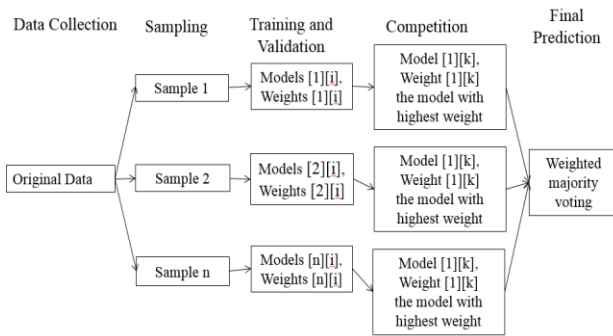 Data Collection
Sampling
Training and
Validation
Competition
Final
Prediction
Original Data
Sample 1
Models [1][i],
Weights [1][i]
Model [1][k],
Weight [1][k]
the model with
highest weight
Sample 2
Models [2][i],
Weights [2][i]
Model [1][k],
Weight [1][k]
the model with
highest weight
Sample n
Models [n][i],
Weights [n][i]
Model [1][k],
Weight [1][k]
the model with
highest weight
Weighted
majority
voting